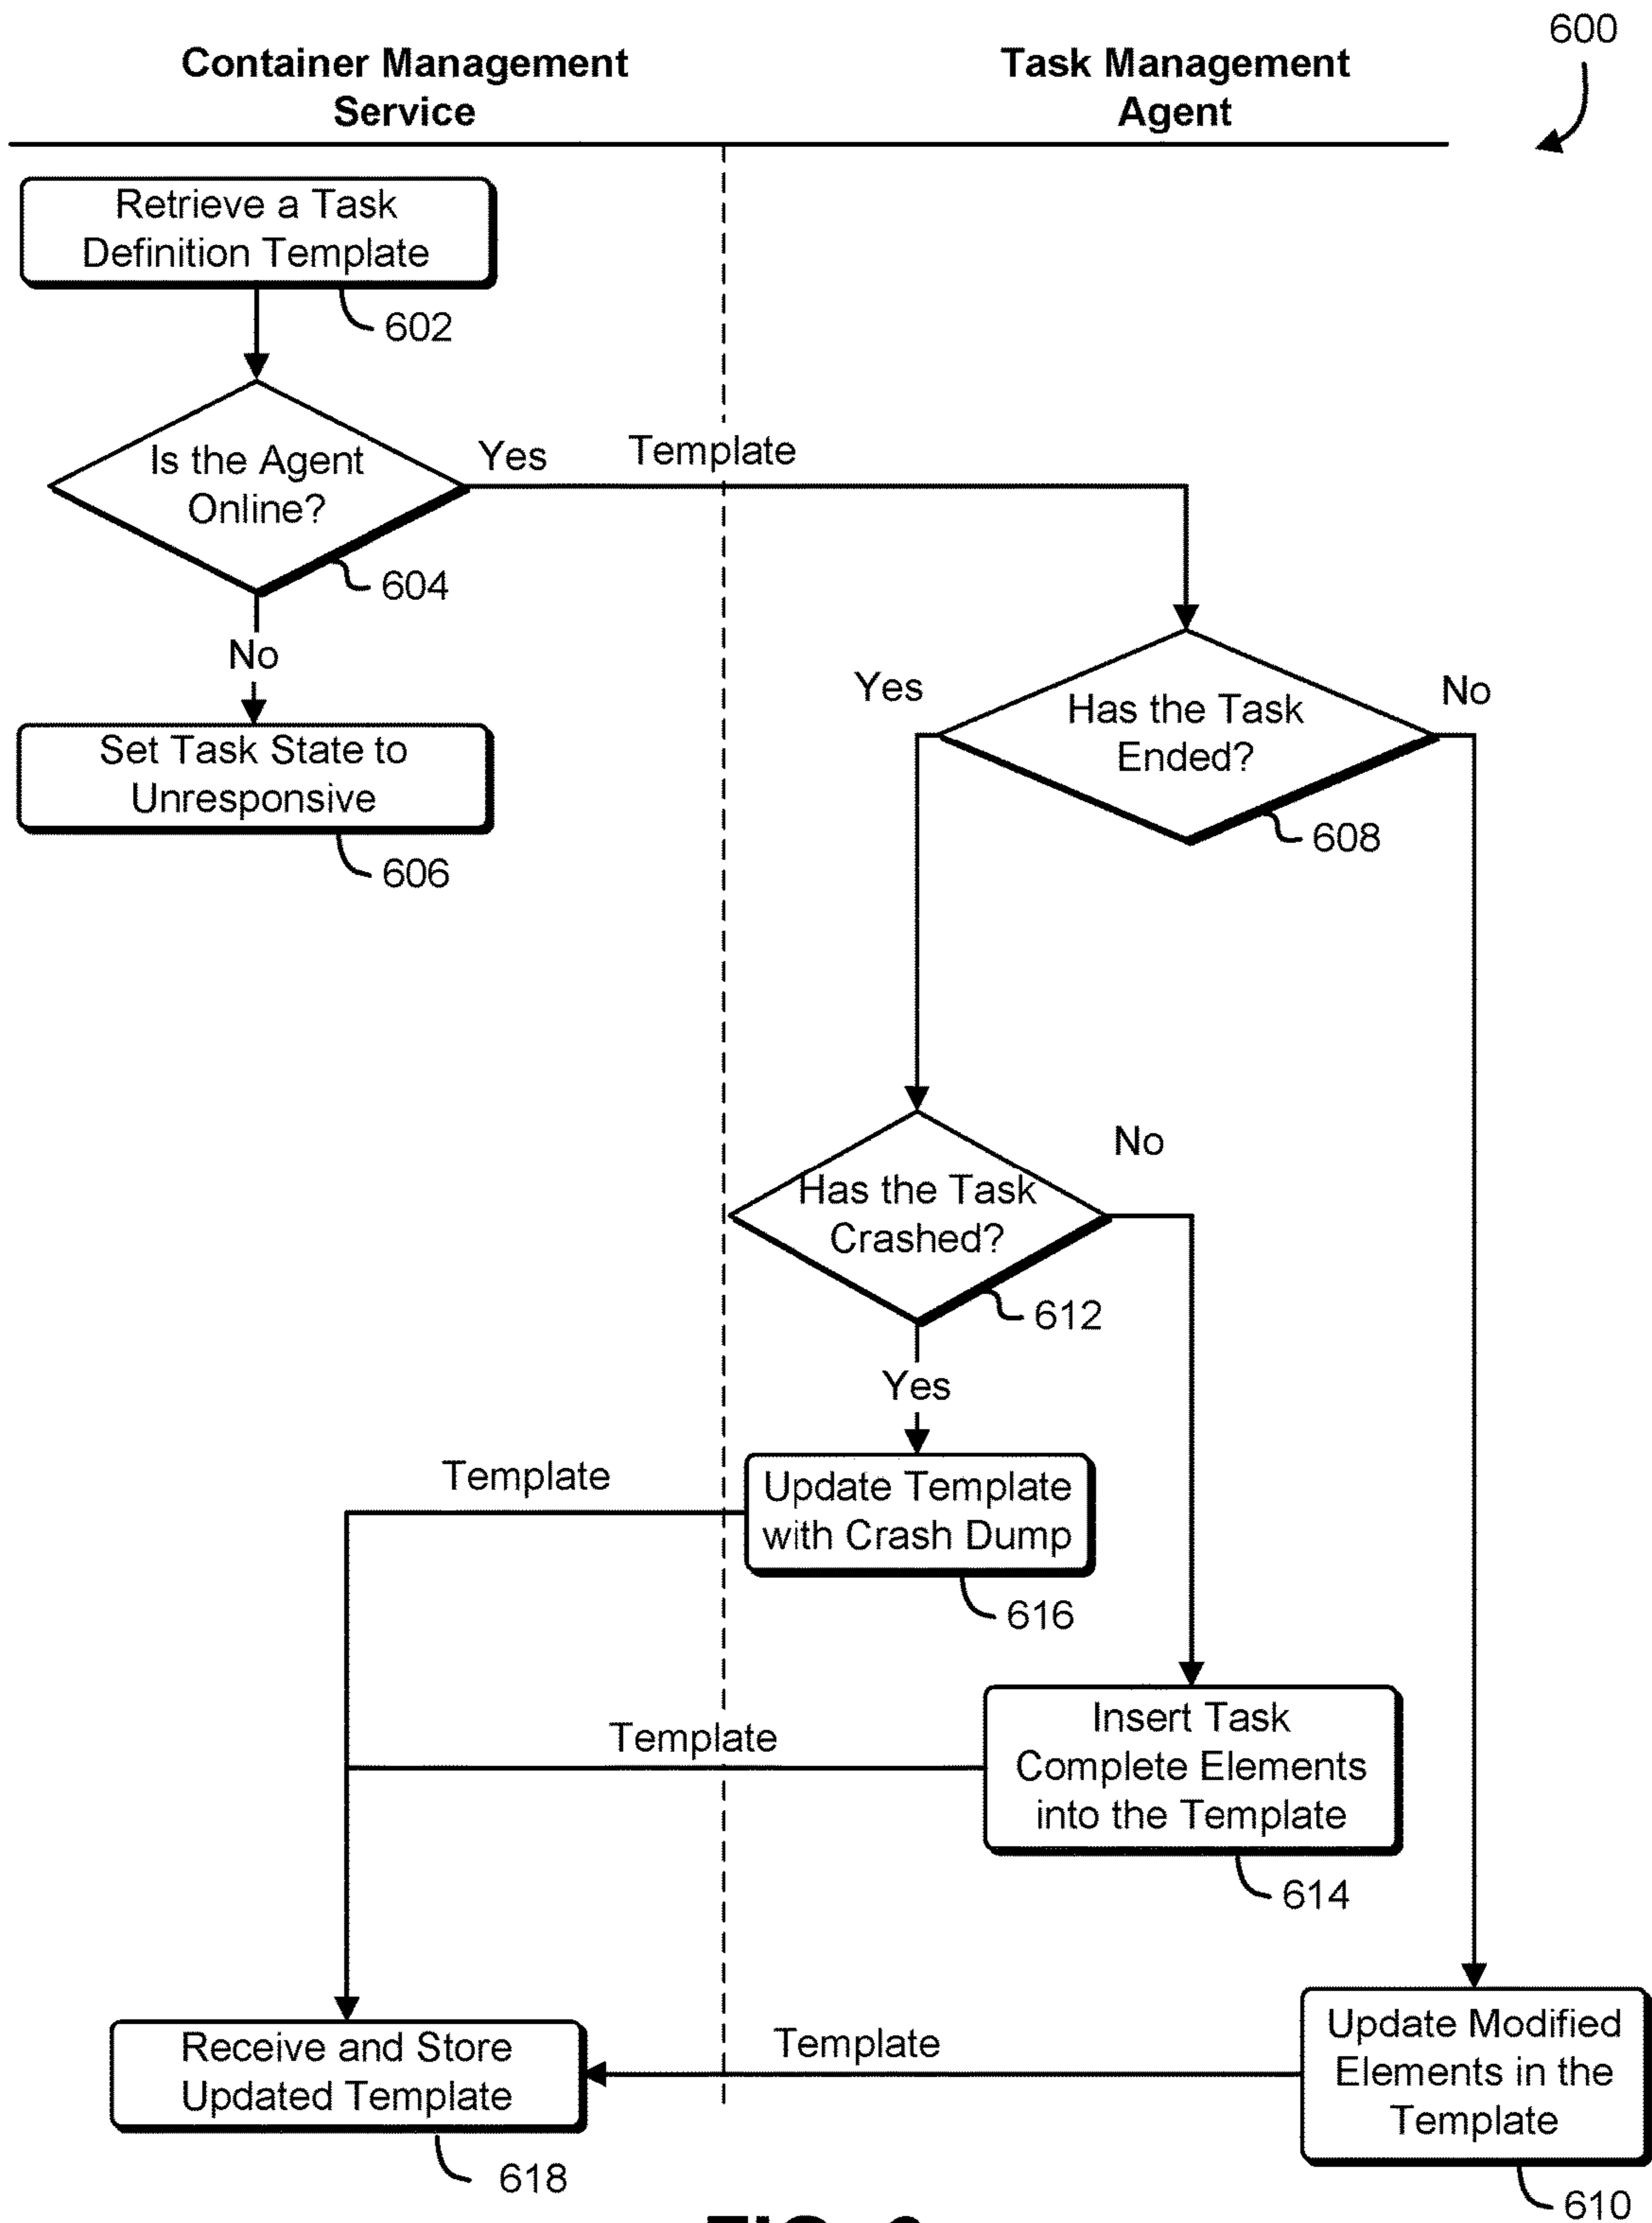 600
Container Management
Service
Task Management
Agent
Retrieve a Task
Definition Template
602
Is the Agent
Online?
Yes
Template
604
No
Set Task State to
Unresponsive
606
Yes
Has the Task
Ended?
No
608
Has the Task
Crashed?
No
612
Yes
Template
Update Template
with Crash Dump
616
Template
Insert Task
Complete Elements
into the Template
614
Receive and Store
Updated Template
618
Template
Update Modified
Elements in the
Template
610